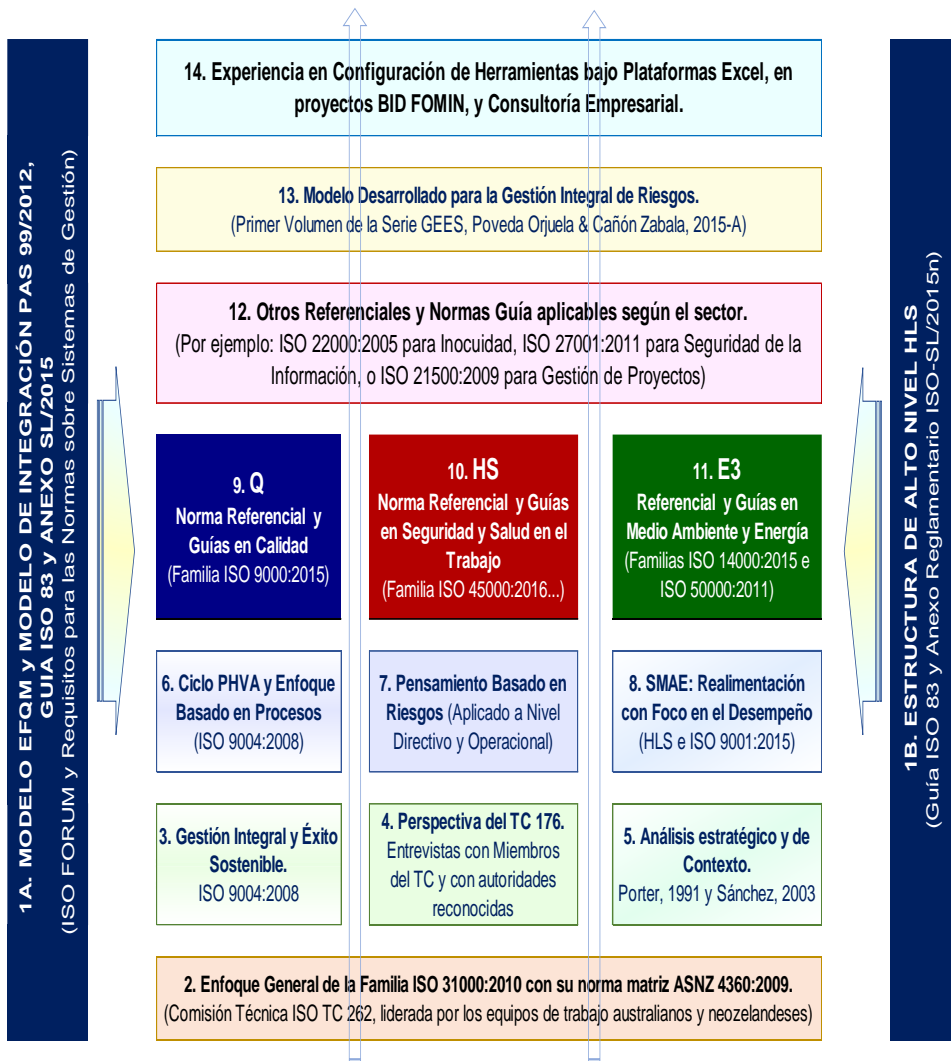 1A. MODELO EFQM y MODELO DE INTEGRACIÓN PAS 99/2012,
GUIA ISO 83 y ANEXO SL/2015
(ISO FORUM y Requisitos para las Normas sobre Sistemas de Gestión)
14. Experiencia en Configuración de Herramientas bajo Plataformas Excel, en
proyectos BID FOMIN, y Consultoría Empresarial.
13. Modelo Desarrollado para la Gestión Integral de Riesgos.
(Primer Volumen de la Serie GEES, Poveda Orjuela & Cañón Zabala, 2015-A)
12. Otros Referenciales y Normas Guía aplicables según el sector.
(Por ejemplo: ISO 22000:2005 para Inocuidad, ISO 27001:2011 para Seguridad de la
Información, o ISO 21500:2009 para Gestión de Proyectos)
9. Q
Norma Referencial y
Guías en Calidad
(Familia ISO 9000:2015)
10. HS
Norma Referencial y Guías
en Seguridad y Salud en el
Trabajo
(Familia ISO 45000:2016...)
11. E3
Referencial y Guías en
Medio Ambiente y Energía
(Familias ISO 14000:2015 e
ISO 50000:2011)
6. Ciclo PHVA y Enfoque
Basado en Procesos
(ISO 9004:2008)
7. Pensamiento Basado en
Riesgos (Aplicado a Nivel
Directivo y Operacional)
8. SMAE: Realimentación
con Foco en el Desempeño
(HLS e ISO 9001:2015)
3. Gestión Integral y Éxito
Sostenible.
ISO 9004:2008
4. Perspectiva del TC 176.
Entrevistas con Miembros
del TC y con autoridades
reconocidas
5. Análisis estratégico y de
Contexto.
Porter, 1991 y Sánchez, 2003
2. Enfoque General de la Familia ISO 31000:2010 con su norma matriz ASNZ 4360:2009.
(Comisión Técnica ISO TC 262, liderada por los equipos de trabajo australianos y neozelandeses)
1B. ESTRUCTURA DE ALTO NIVEL HLS
(Guía ISO 83 y Anexo Reglamentario ISO-SL/2015n)